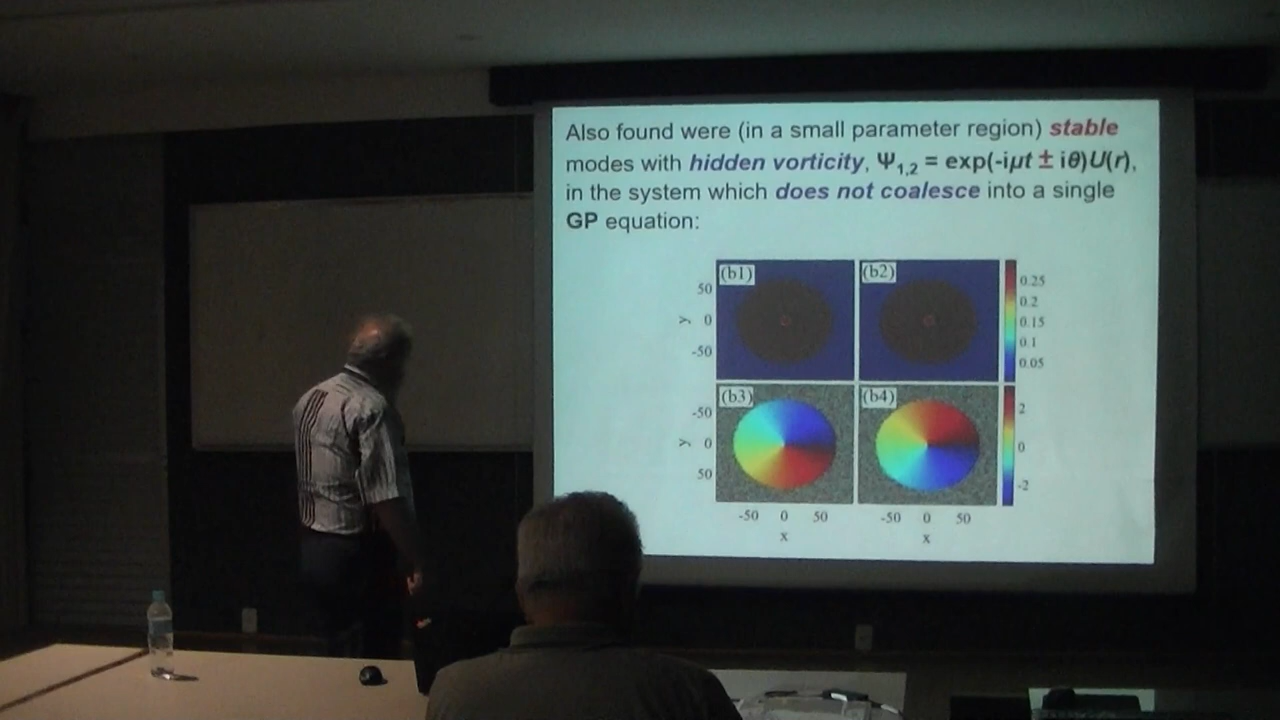 Also found were (in a small parameter region) stable
modes with hidden vorticity, Ψ1,2 = exp(-iμt ± iθ)U(r),
in the system which does not coalesce into a single
GP equation:
(b1) (b2)
50
0
-50
y
0.25
0.2
0.15
0.1
0.05
(b3) (b4)
-50
0
50
y
2
0
-2
-50 0 50 -50 0 50
x x